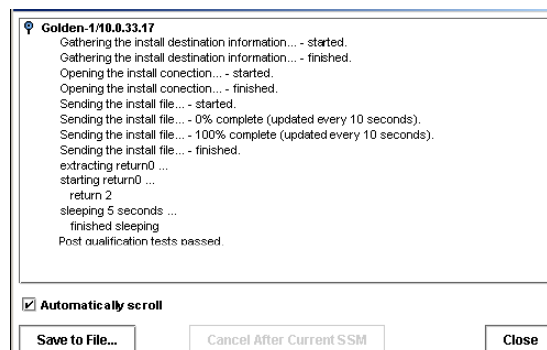 Golden-1/10.0.33.17
Gathering the install destination information... - started.
Gathering the install destination information... - finished.
Opening the install conection... - started.
Opening the install conection... - finished.
Sending the install file... - started.
Sending the install file... - 0% complete (updated every 10 seconds).
Sending the install file... - 100% complete (updated every 10 seconds).
Sending the install file... - finished.
extracting return0 ...
starting return0 ...
return 2
sleeping 5 seconds ...
finished sleeping
Post qualification tests passed.
Automatically scroll
Save to File... Cancel After Current SSM Close